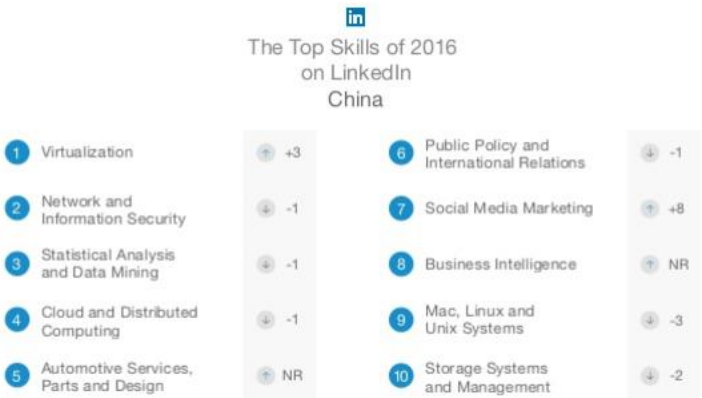 in
The Top Skills of 2016
on LinkedIn
China
1 Virtualization +3
2 Network and
Information Security -1
3 Statistical Analysis
and Data Mining -1
4 Cloud and Distributed
Computing -1
5 Automotive Services,
Parts and Design NR
6 Public Policy and
International Relations -1
7 Social Media Marketing +8
8 Business Intelligence NR
9 Mac, Linux and
Unix Systems -3
10 Storage Systems
and Management -2